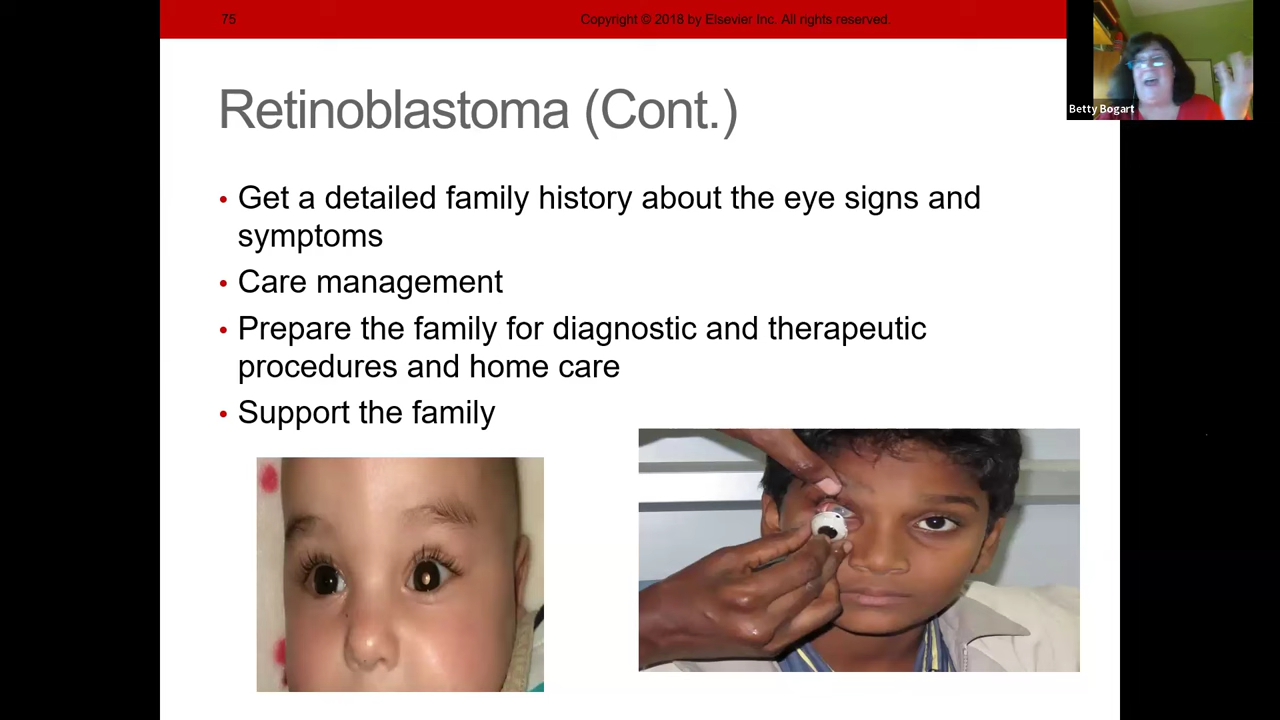 75
Copyright © 2018 by Elsevier Inc. All rights reserved.
Betty Bogart
Retinoblastoma (Cont.)
• Get a detailed family history about the eye signs and
symptoms
• Care management
• Prepare the family for diagnostic and therapeutic
procedures and home care
• Support the family